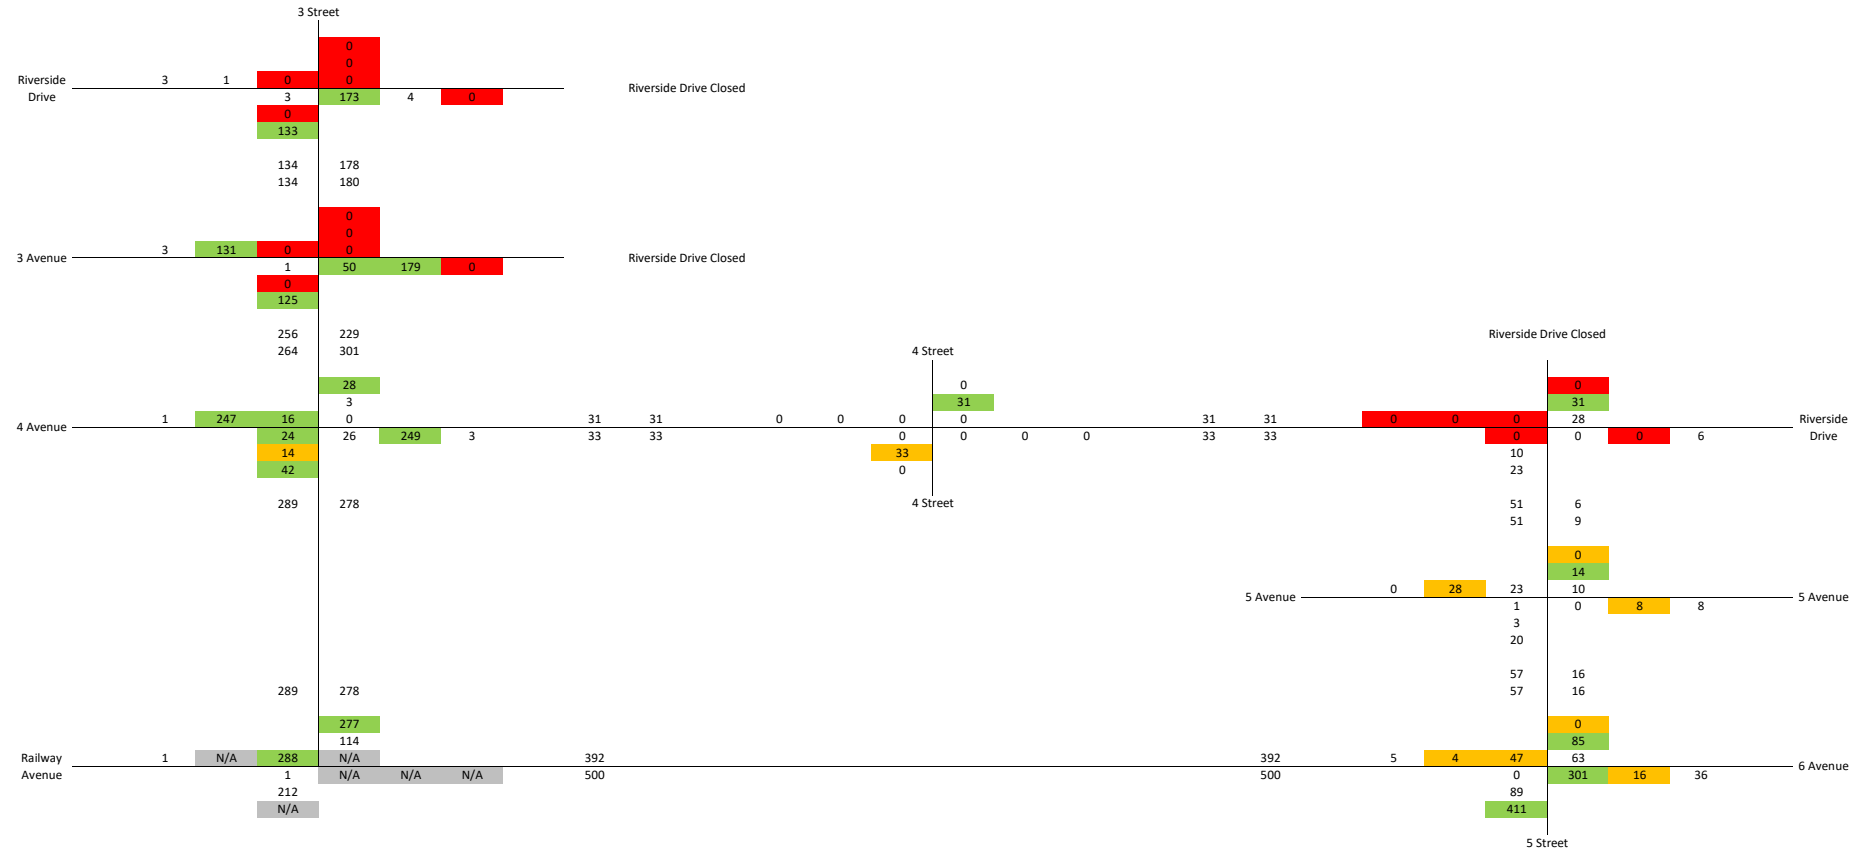 3 Street
0
0
Riverside 3 1 0 0
Riverside Drive Closed
Drive 3 173 4 0
0
133
134 178
134 180
0
0
3 131 0 0
3 Avenue Riverside Drive Closed
1 50 179 0
0
125
256 229 Riverside Drive Closed
264 301 4 Street
28 0 0
3 31 31
1 247 16 0 31 31 0 0 0 0 31 31 0 0 0 28 Riverside
4 Avenue
24 26 249 3 33 33 0 0 0 0 33 33 0 0 0 6 Drive
14 33 10
42 0 23
289 278 4 Street 51 6
51 9
0
14
0 28 23 10
5 Avenue 5 Avenue
1 0 8 8
3
20
57 16
289 278 57 16
277 0
114 85
Railway 1 N/A 288 N/A 392 392 5 4 47 63
6 Avenue
Avenue 1 N/A N/A N/A 500 500 0 301 16 36
212 89
N/A 411
5 Street